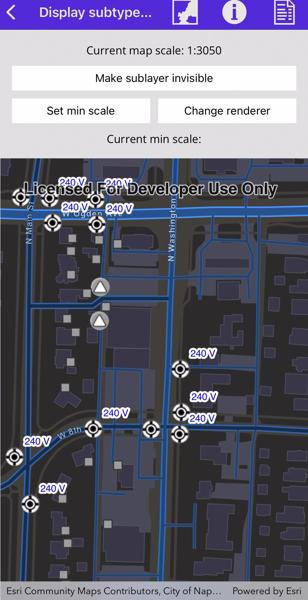 Display subtype...
Current map scale: 1:3050
Make sublayer invisible
Set min scale
Change renderer
Current min scale:
240 V
Licensed For Developer Use Only
240 V
240 V
W Ogden Ave
N Main St
N Washington
240 V
240 V
240 V
240 V
240 V
W 8th
240 V
Esri Community Maps Contributors, City of Nap...
Powered by Esri